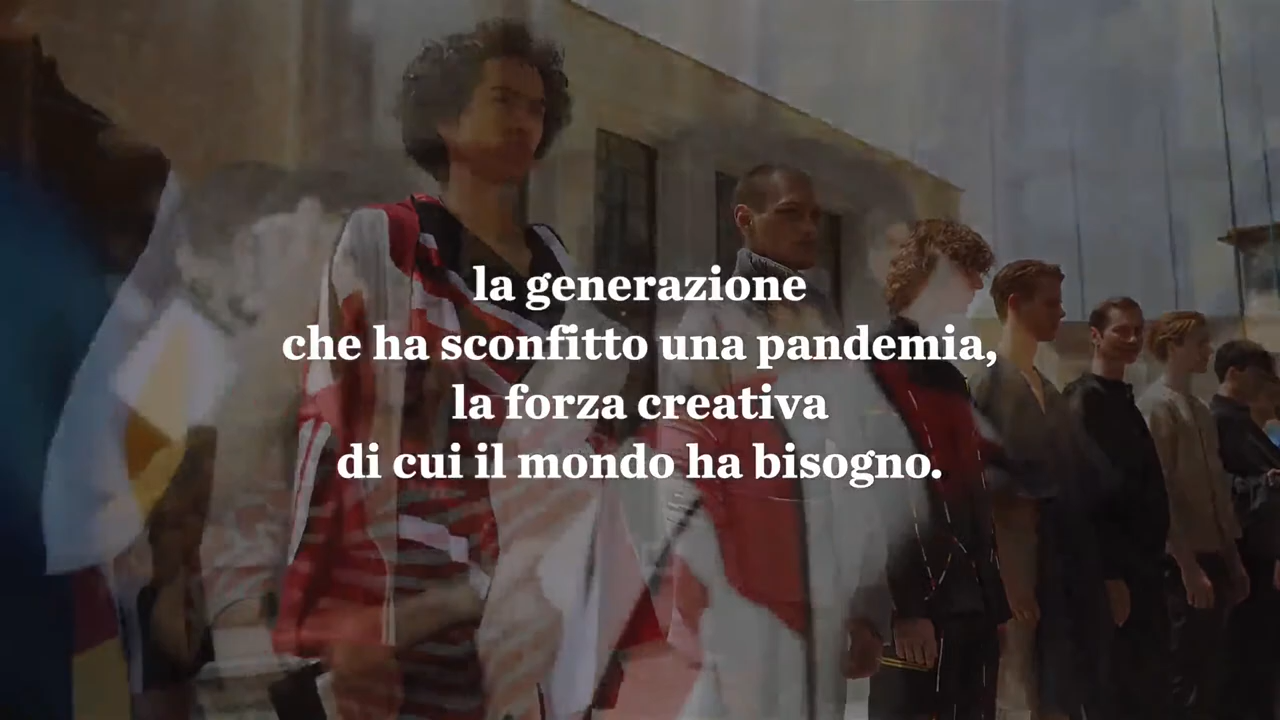 la generazione
che ha sconfitto una pandemia,
la forza creativa
di cui il mondo ha bisogno.